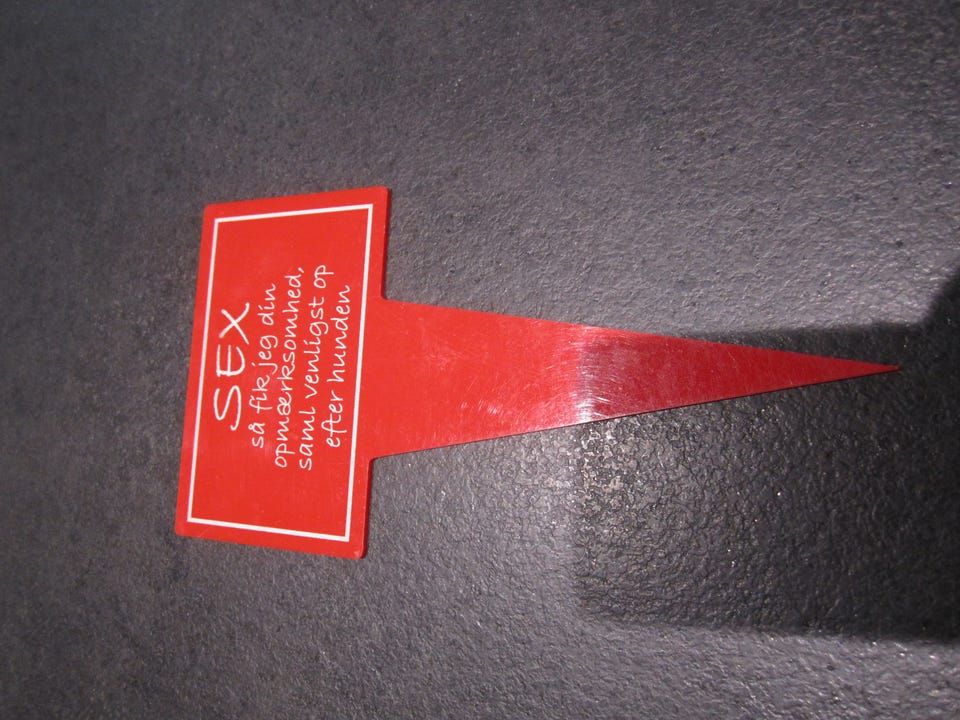 SEX
så fik jeg din
opmærksomhed,
saml venligst op
efter hunden